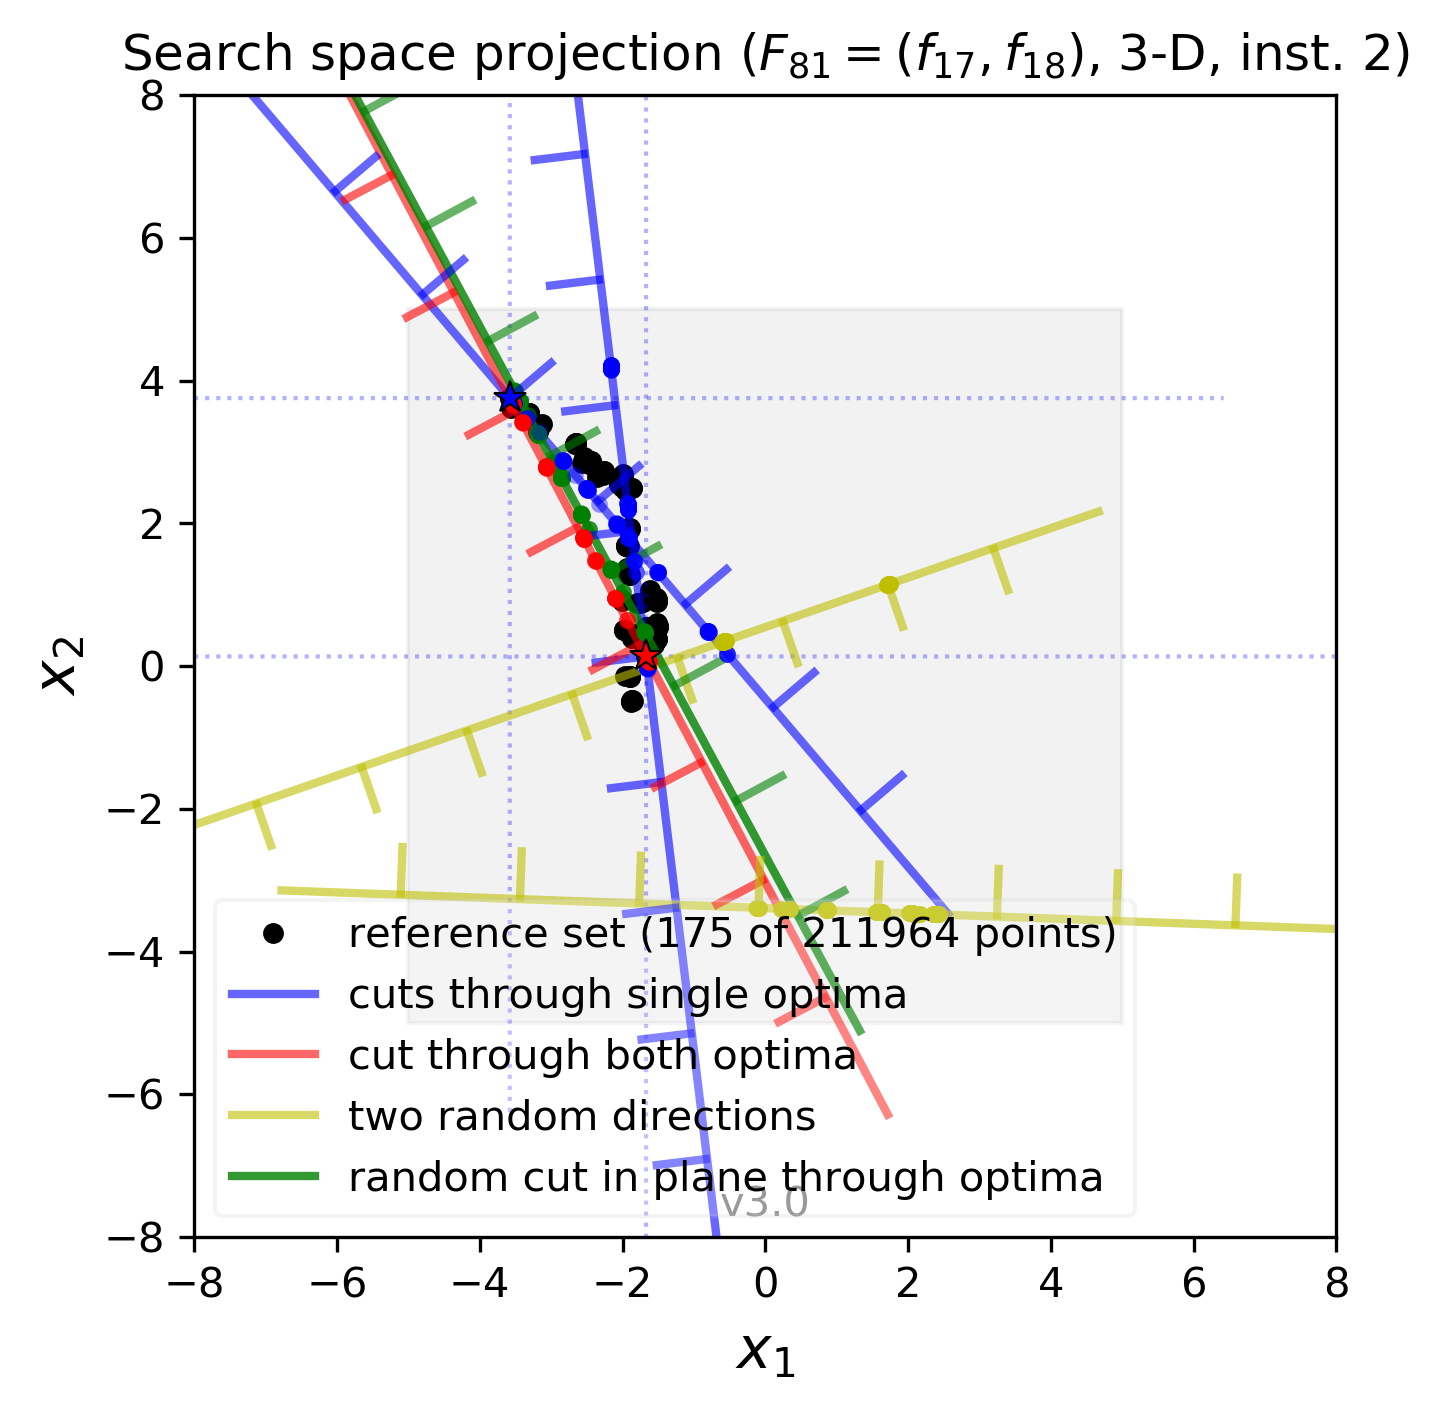 Search space projection (F₈₁ = (f₁₇, f₁₈), 3-D, inst. 2)
8
6
4
2
0
−2
−4
−6
−8
x₂
reference set (175 of 211964 points)
cuts through single optima
cut through both optima
two random directions
random cut in plane through optima
v3.0
−8 −6 −4 −2 0 2 4 6 8
x₁